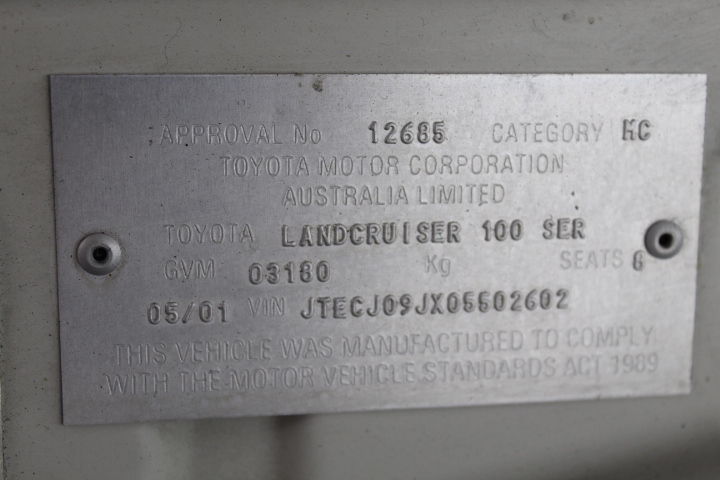 APPROVAL No 12685 CATEGORY MC
TOYOTA MOTOR CORPORATION
AUSTRALIA LIMITED
TOYOTA LANDCRUISER 100 SER
GVM 03180 Kg SEATS 6
05/01 VIN JTECJ09JX05502602
THIS VEHICLE WAS MANUFACTURED TO COMPLY
WITH THE MOTOR VEHICLE STANDARDS ACT 1989